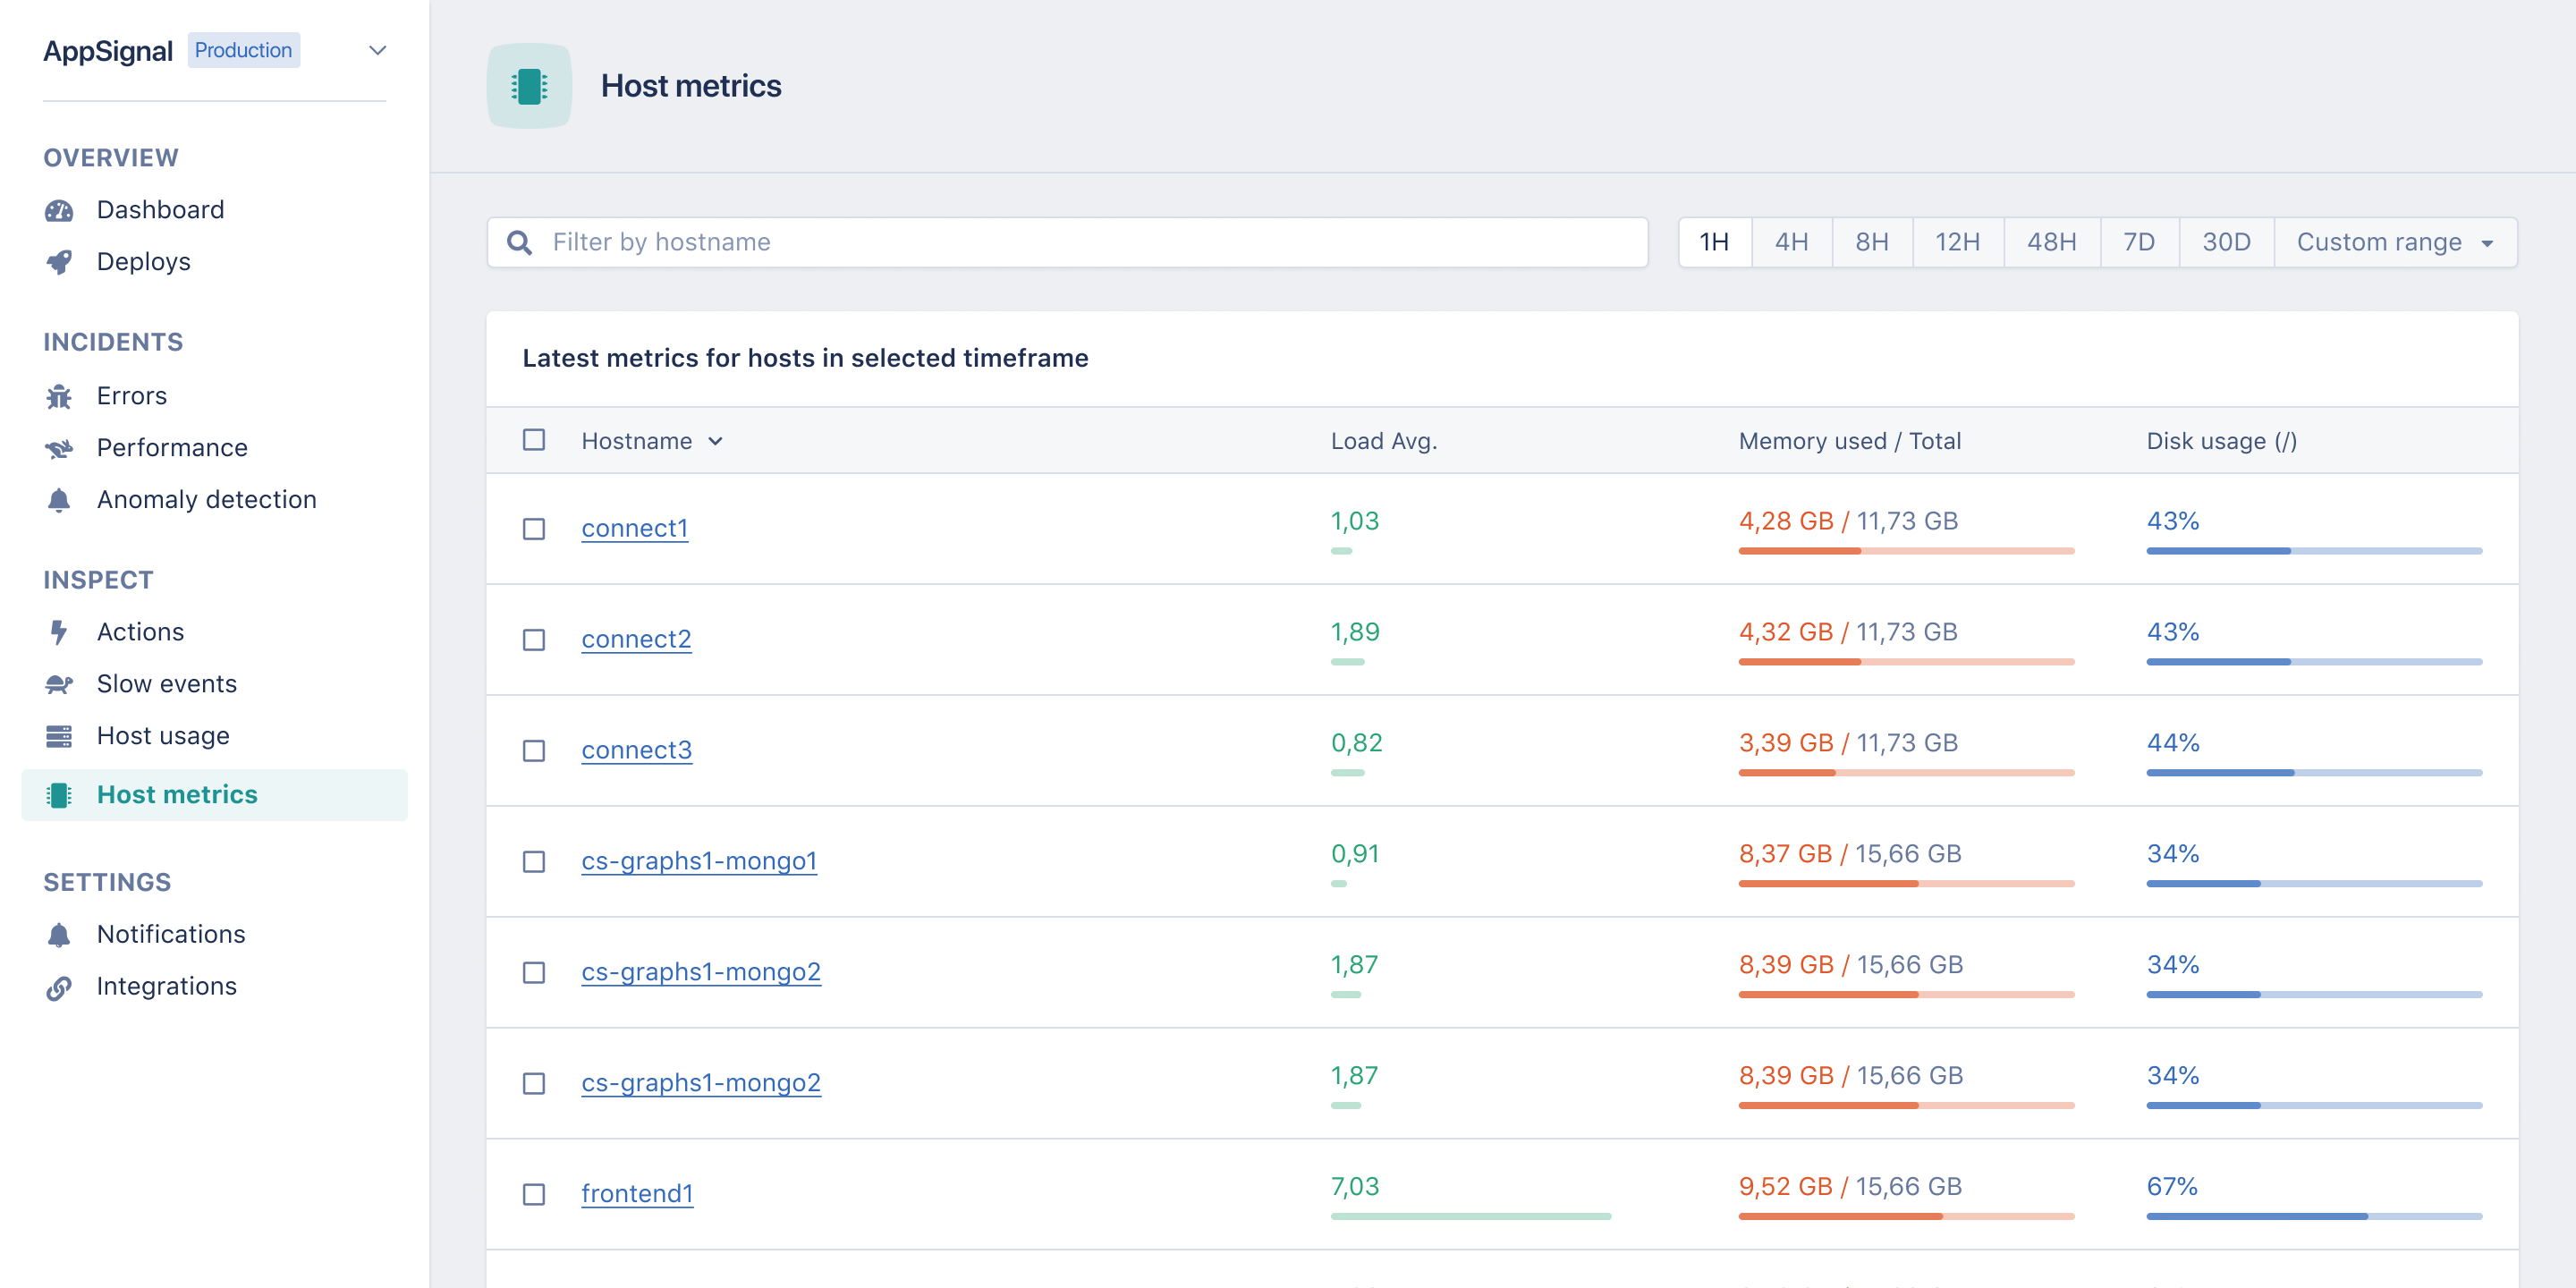 AppSignal Production
OVERVIEW
Dashboard
Deploys
INCIDENTS
Errors
Performance
Anomaly detection
INSPECT
Actions
Slow events
Host usage
Host metrics
SETTINGS
Notifications
Integrations
Host metrics
Filter by hostname
1H 4H 8H 12H 48H 7D 30D Custom range
Latest metrics for hosts in selected timeframe
Hostname Load Avg. Memory used / Total Disk usage (/)
connect1 1,03 4,28 GB / 11,73 GB 43%
connect2 1,89 4,32 GB / 11,73 GB 43%
connect3 0,82 3,39 GB / 11,73 GB 44%
cs-graphs1-mongo1 0,91 8,37 GB / 15,66 GB 34%
cs-graphs1-mongo2 1,87 8,39 GB / 15,66 GB 34%
cs-graphs1-mongo2 1,87 8,39 GB / 15,66 GB 34%
frontend1 7,03 9,52 GB / 15,66 GB 67%